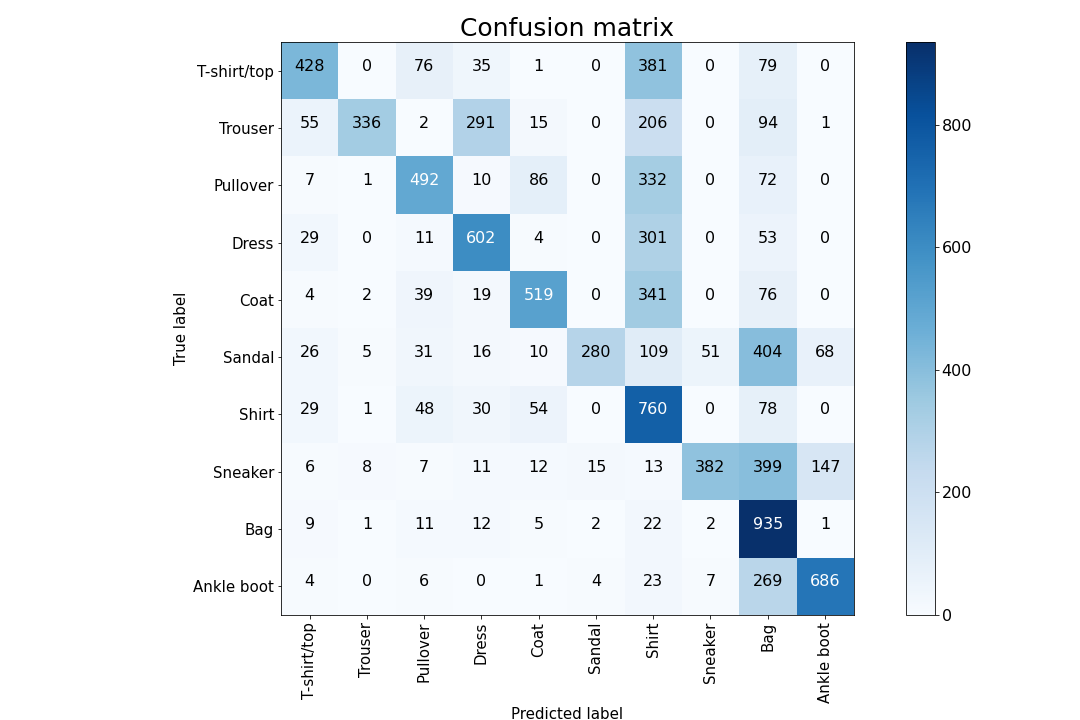 Confusion matrix
T-shirt/top 428 0 76 35 1 0 381 0 79 0
Trouser 55 336 2 291 15 0 206 0 94 1
800
Pullover 7 1 492 10 86 0 332 0 72 0
Dress 29 0 11 602 4 0 301 0 53 0
600
Coat 4 2 39 19 519 0 341 0 76 0
True label
Sandal 26 5 31 16 10 280 109 51 404 68
400
Shirt 29 1 48 30 54 0 760 0 78 0
Sneaker 6 8 7 11 12 15 13 382 399 147
200
Bag 9 1 11 12 5 2 22 2 935 1
Ankle boot 4 0 6 0 1 4 23 7 269 686
0
T-shirt/top Trouser Pullover Dress Coat Sandal Shirt Sneaker Bag Ankle boot
Predicted label